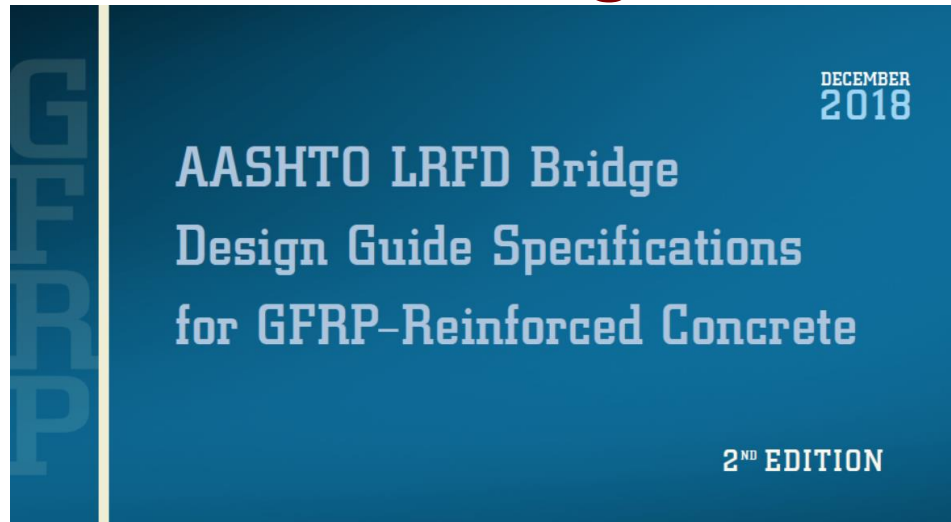 GFRP
DECEMBER
2018
AASHTO LRFD Bridge
Design Guide Specifications
for GFRP-Reinforced Concrete
2ND EDITION